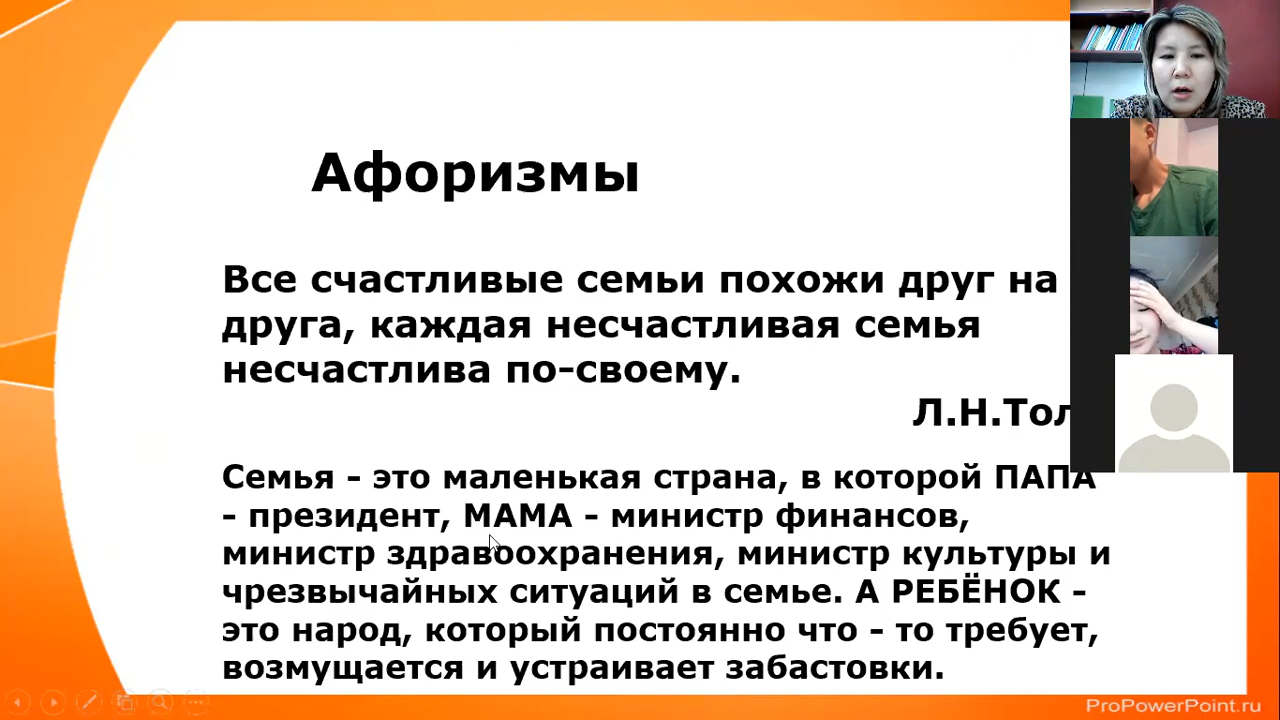 Афоризмы
Все счастливые семьи похожи друг на
друга, каждая несчастливая семья
несчастлива по-своему.
Л.Н.Тол
Семья - это маленькая страна, в которой ПАПА
- президент, МАМА - министр финансов,
министр здравоохранения, министр культуры и
чрезвычайных ситуаций в семье. А РЕБЁНОК -
это народ, который постоянно что - то требует,
возмущается и устраивает забастовки.
ProPowerPoint.ru